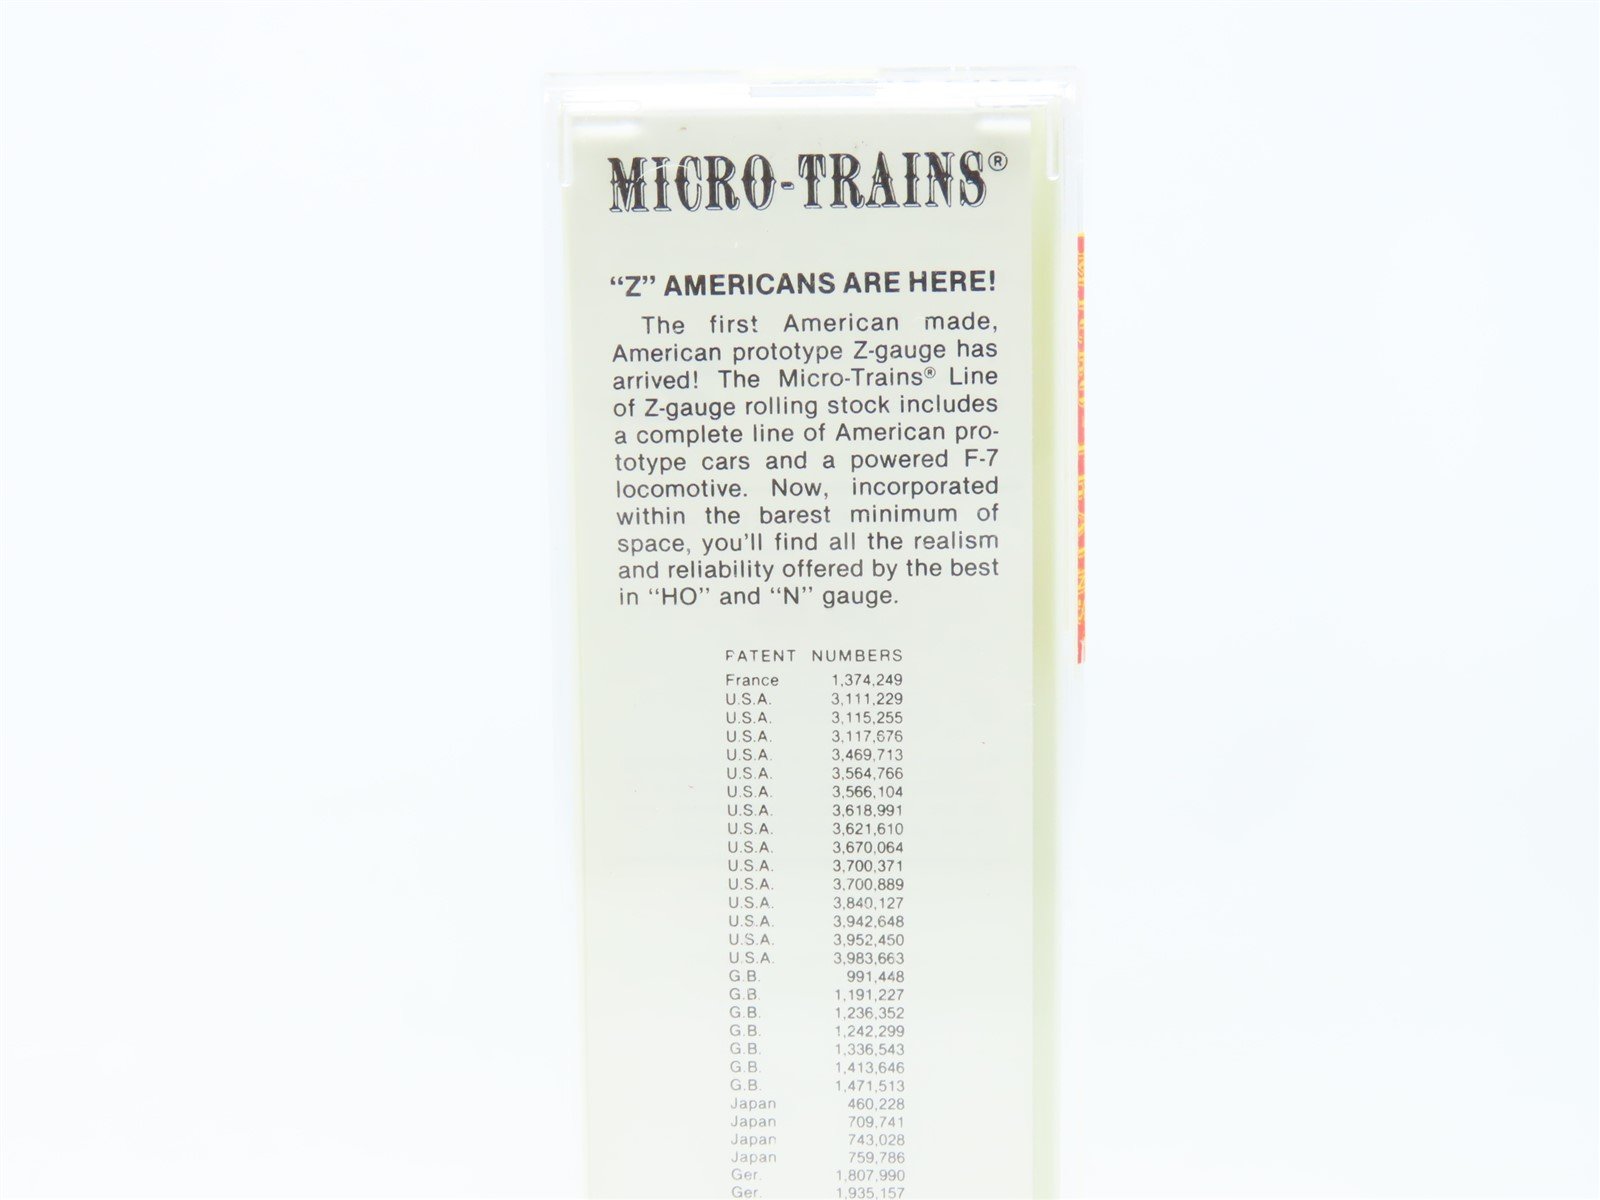 MICRO-TRAINS®
“Z” AMERICANS ARE HERE!
The first American made,
American prototype Z-gauge has
arrived! The Micro-Trains® Line
of Z-gauge rolling stock includes
a complete line of American pro-
totype cars and a powered F-7
locomotive. Now, incorporated
within the barest minimum of
space, you'll find all the realism
and reliability offered by the best
in “HO” and “N” gauge.
PATENT NUMBERS
France 1,374,249
U.S.A. 3,111,229
U.S.A. 3,115,255
U.S.A. 3,117,676
U.S.A. 3,469,713
U.S.A. 3,564,766
U.S.A. 3,566,104
U.S.A. 3,618,991
U.S.A. 3,621,610
U.S.A. 3,670,064
U.S.A. 3,700,371
U.S.A. 3,700,889
U.S.A. 3,840,127
U.S.A. 3,942,648
U.S.A. 3,952,450
U.S.A. 3,983,663
G.B. 991,448
G.B. 1,191,227
G.B. 1,236,352
G.B. 1,242,299
G.B. 1,336,543
G.B. 1,413,646
G.B. 1,471,513
Japan 460,228
Japan 709,741
Japan 743,028
Japan 759,786
Ger. 1,807,990
Ger. 1,935,157